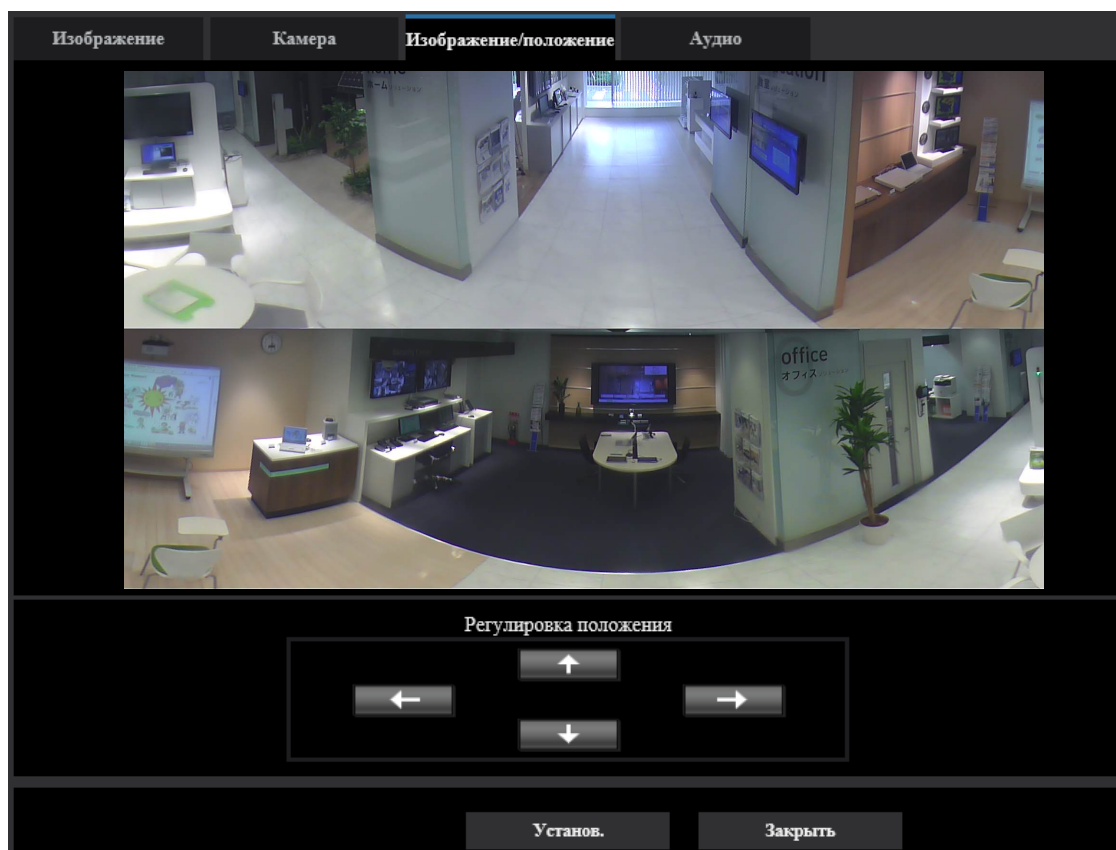 Изображение
Камера
Изображение/положение
Аудио
office
オフィス
Регулировка положения
Установ.
Закрыть